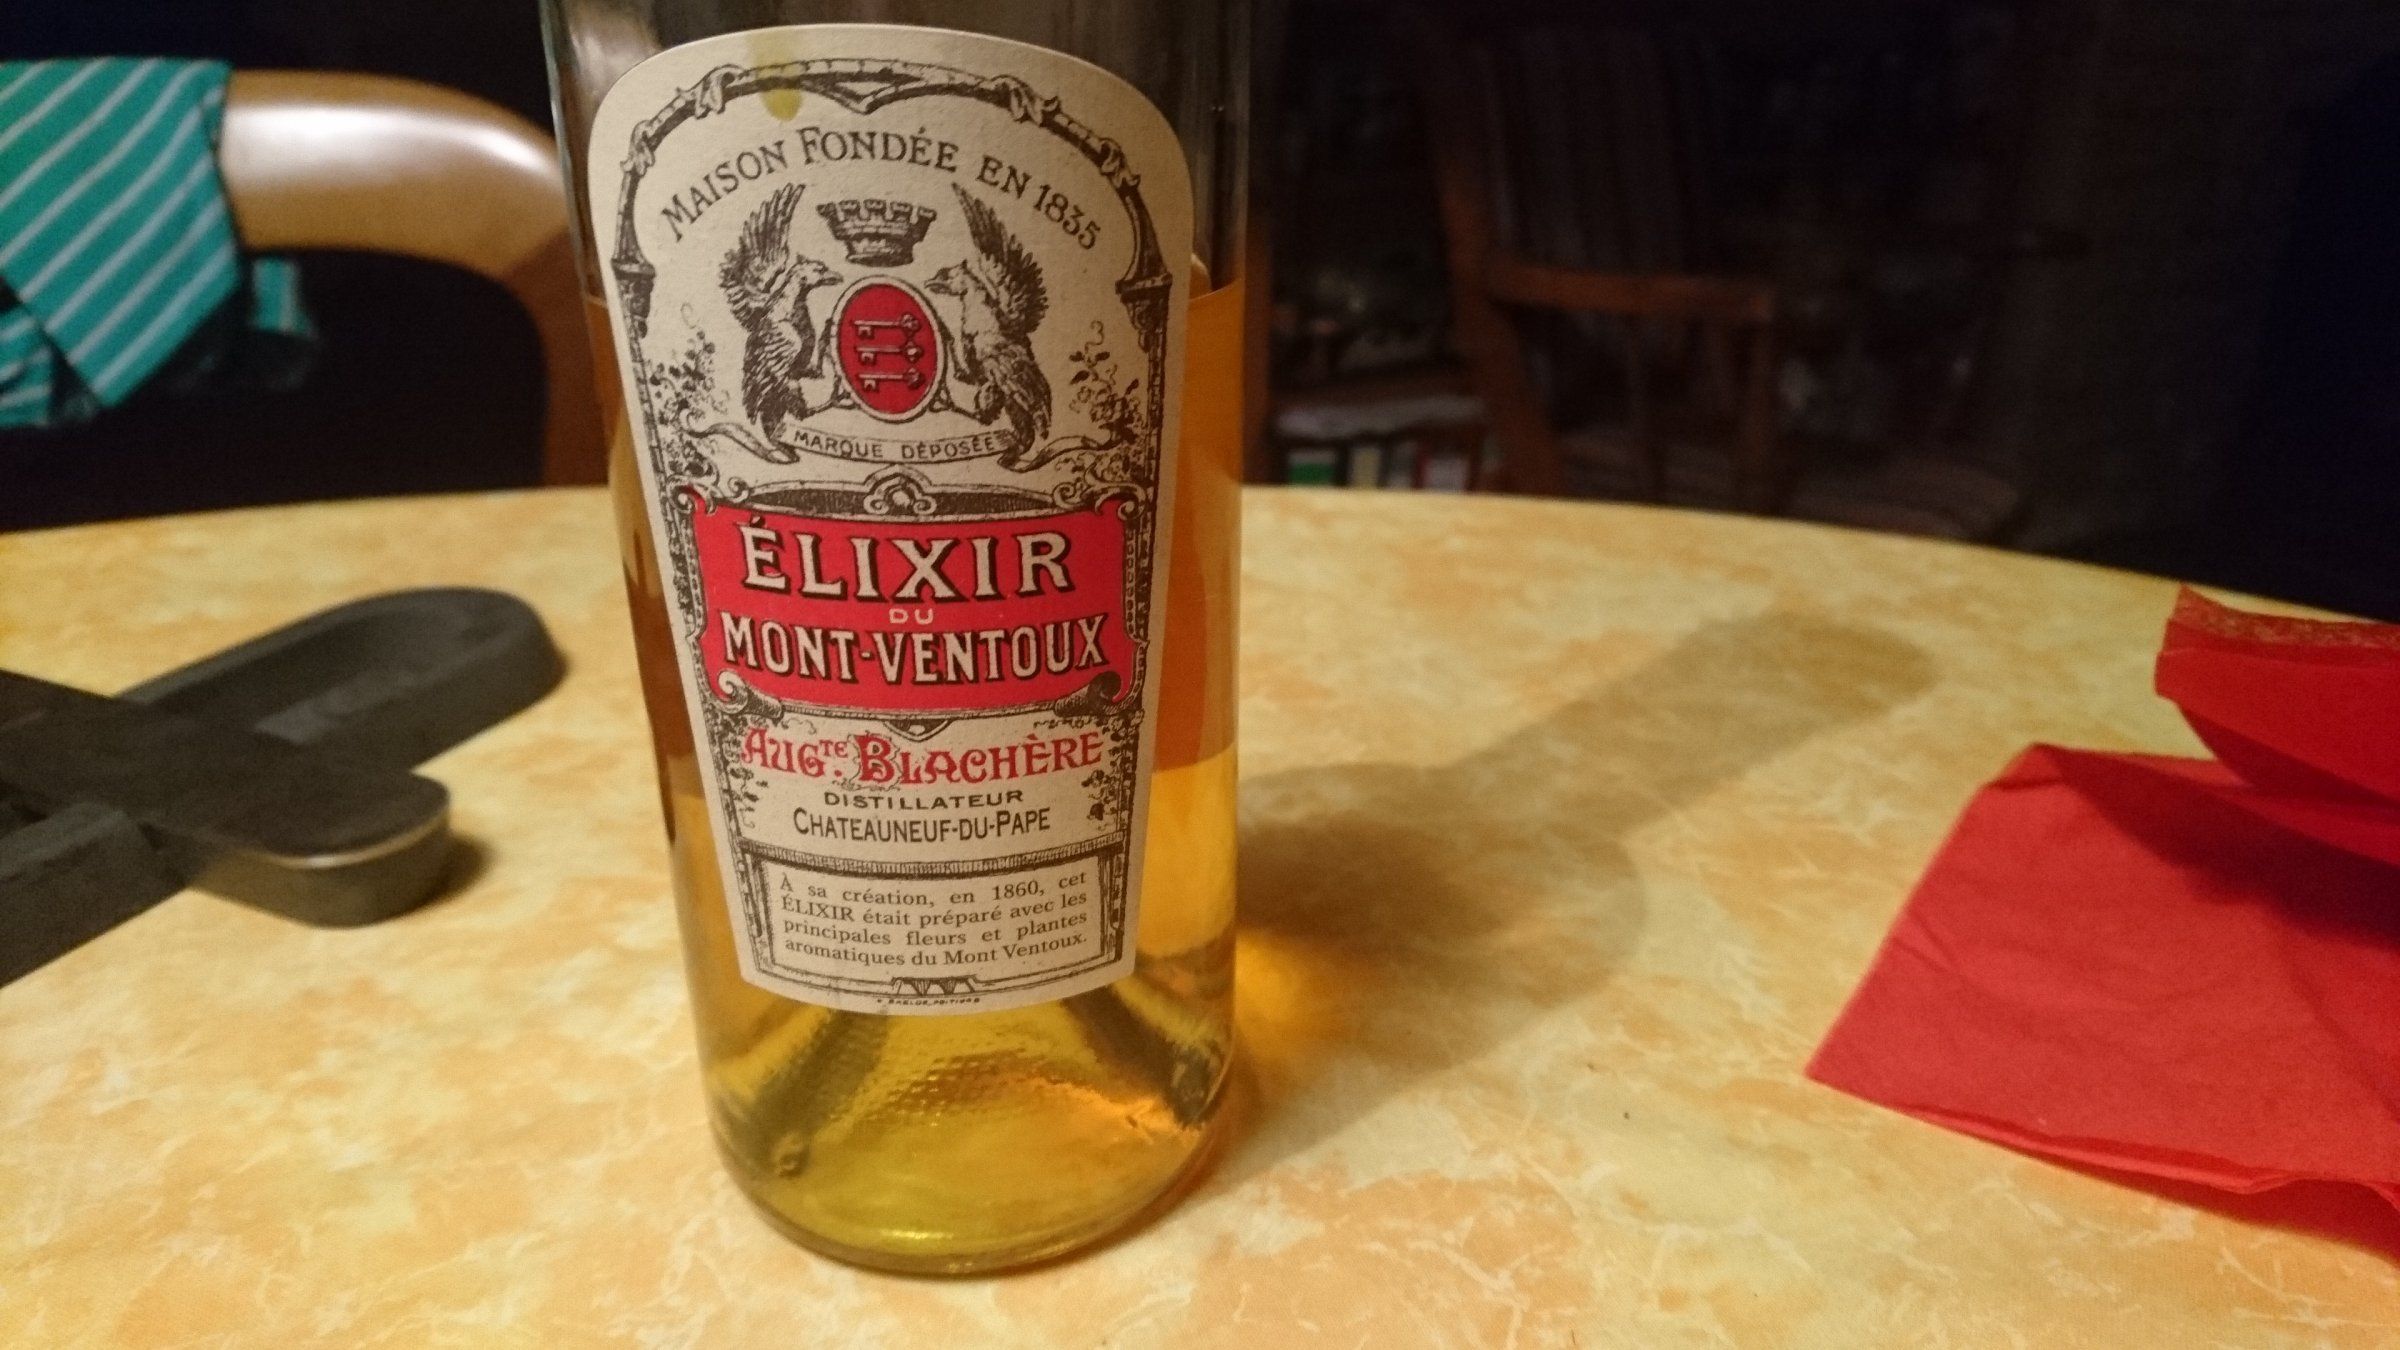 MAISON FONDÉE EN 1835
MARQUE DÉPOSÉE
ÉLIXIR
DU
MONT-VENTOUX
AUGTE. BLACHÈRE
DISTILLATEUR
CHATEAUNEUF-DU-PAPE
À sa création, en 1860, cet
ÉLIXIR était préparé avec les
principales fleurs et plantes
aromatiques du Mont Ventoux.